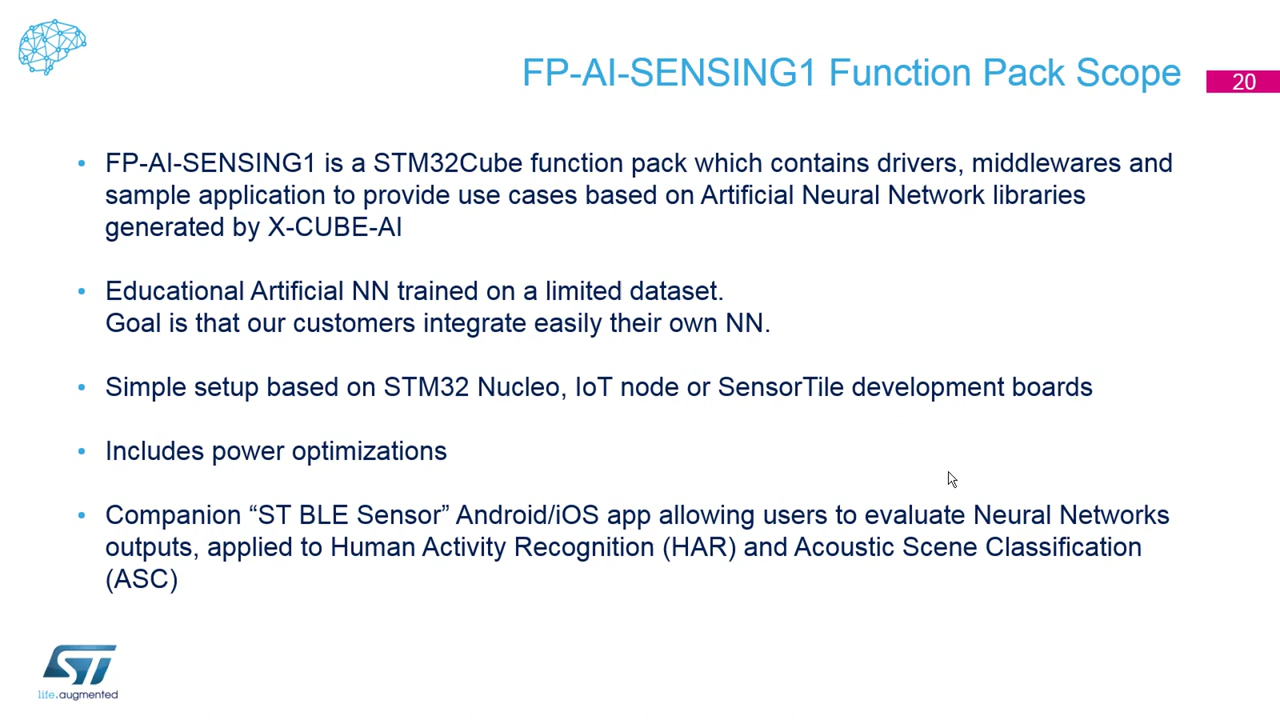 FP-AI-SENSING1 Function Pack Scope
20
• FP-AI-SENSING1 is a STM32Cube function pack which contains drivers, middlewares and
sample application to provide use cases based on Artificial Neural Network libraries
generated by X-CUBE-AI
• Educational Artificial NN trained on a limited dataset.
Goal is that our customers integrate easily their own NN.
• Simple setup based on STM32 Nucleo, IoT node or SensorTile development boards
• Includes power optimizations
• Companion “ST BLE Sensor” Android/iOS app allowing users to evaluate Neural Networks
outputs, applied to Human Activity Recognition (HAR) and Acoustic Scene Classification
(ASC)
ST
life.augmented